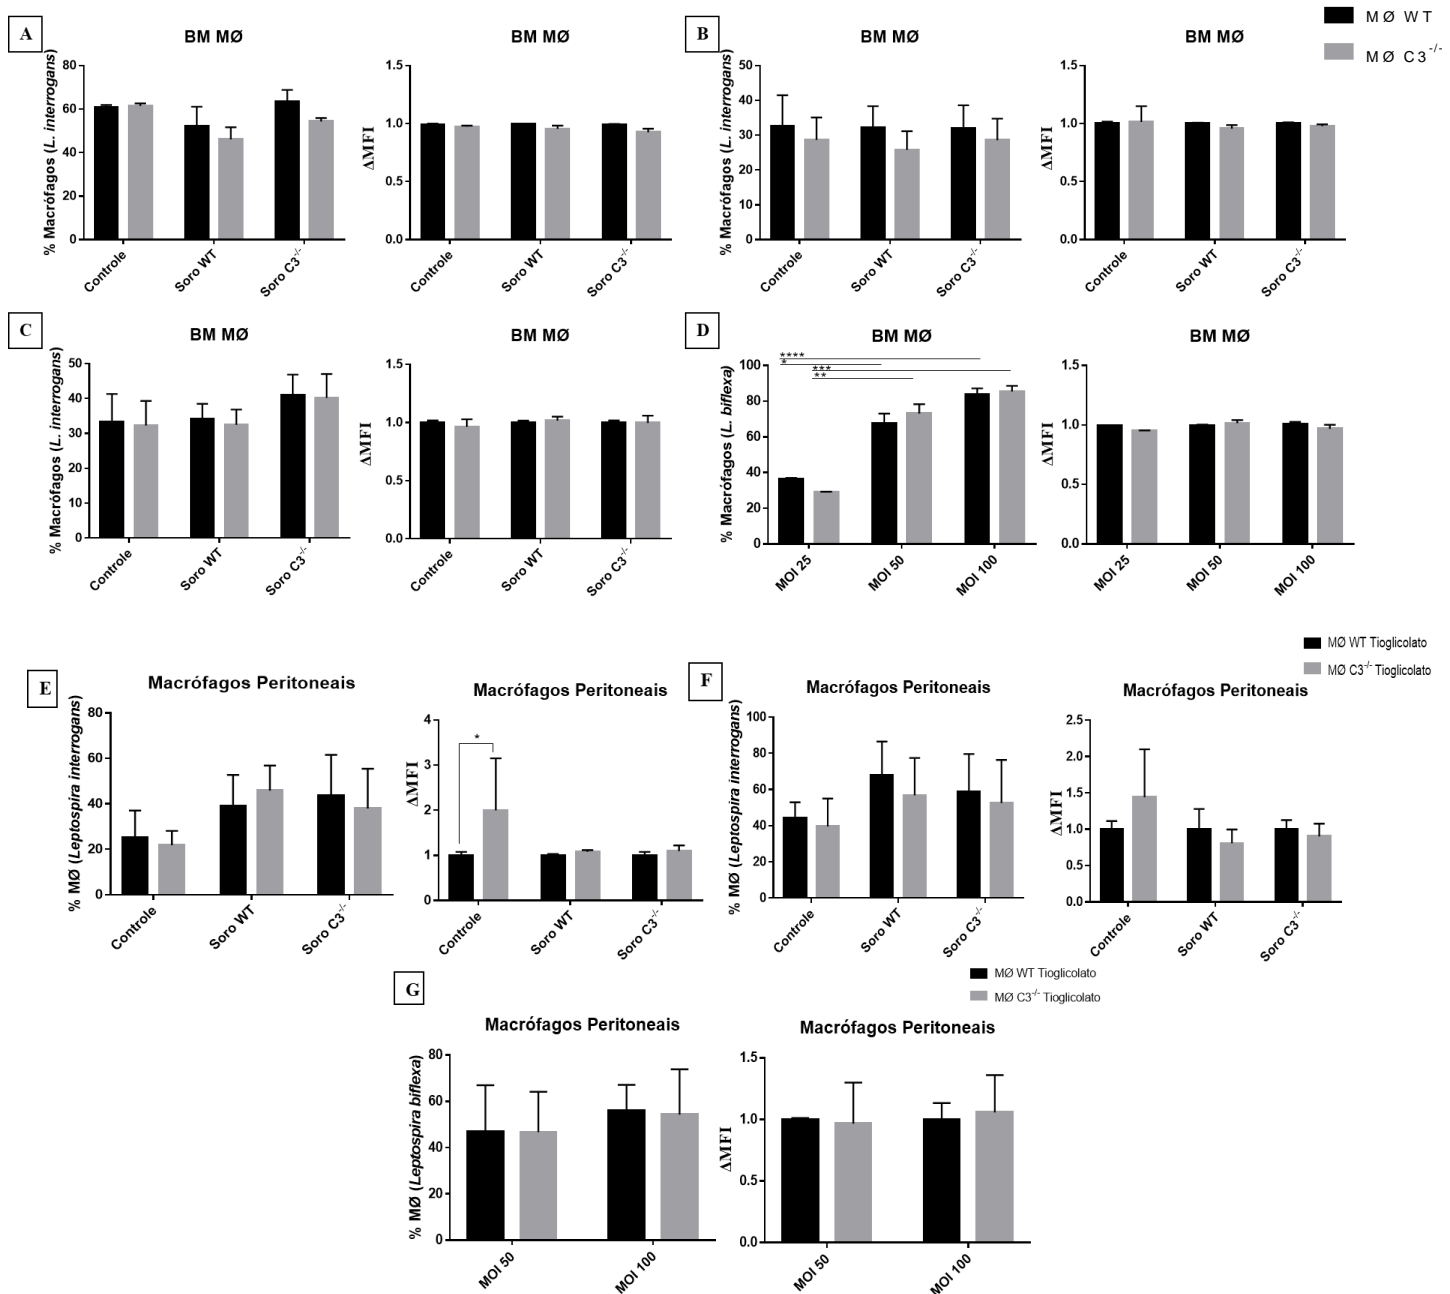 MØ WT
MØ C3-/-
A
BM MØ
% Macrófagos (L. interrogans)
80
60
40
20
0
Controle
Soro WT
Soro C3-/-
BM MØ
ΔMFI
1.5
1.0
0.5
0.0
Controle
Soro WT
Soro C3-/-
B
BM MØ
% Macrófagos (L. interrogans)
50
40
30
20
10
0
Controle
Soro WT
Soro C3-/-
BM MØ
ΔMFI
1.5
1.0
0.5
0.0
Controle
Soro WT
Soro C3-/-
C
BM MØ
% Macrófagos (L. interrogans)
50
40
30
20
10
0
Controle
Soro WT
Soro C3-/-
BM MØ
ΔMFI
1.5
1.0
0.5
0.0
Controle
Soro WT
Soro C3-/-
D
BM MØ
% Macrófagos (L. biflexa)
100
80
60
40
20
0
****
*
***
**
MOI 25
MOI 50
MOI 100
BM MØ
ΔMFI
1.5
1.0
0.5
0.0
MOI 25
MOI 50
MOI 100
MØ WT Tioglicolato
MØ C3-/- Tioglicolato
E
Macrófagos Peritoneais
% MØ (Leptospira interrogans)
80
60
40
20
0
Controle
Soro WT
Soro C3-/-
Macrófagos Peritoneais
ΔMFI
4
3
2
1
0
*
Controle
Soro WT
Soro C3-/-
F
Macrófagos Peritoneais
% MØ (Leptospira interrogans)
100
80
60
40
20
0
Controle
Soro WT
Soro C3-/-
Macrófagos Peritoneais
ΔMFI
2.5
2.0
1.5
1.0
0.5
0.0
Controle
Soro WT
Soro C3-/-
MØ WT Tioglicolato
MØ C3-/- Tioglicolato
G
Macrófagos Peritoneais
% MØ (Leptospira biflexa)
80
60
40
20
0
MOI 50
MOI 100
Macrófagos Peritoneais
ΔMFI
1.5
1.0
0.5
0.0
MOI 50
MOI 100